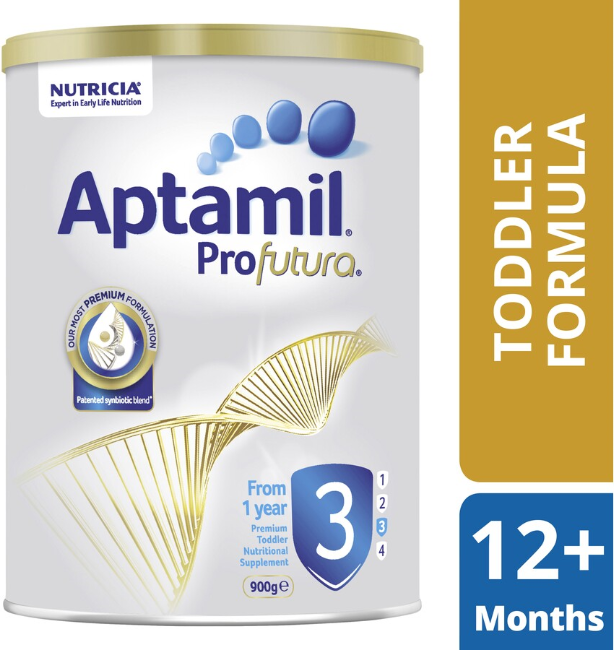 NUTRICIA®
Expert in Early Life Nutrition
Aptamil®
Profutura®
OUR MOST PREMIUM FORMULATION
Patented synbiotic blend*
From
1 year
Premium
Toddler
Nutritional
Supplement
900g℮
3
1
2
3
4
TODDLER
FORMULA
12+
Months